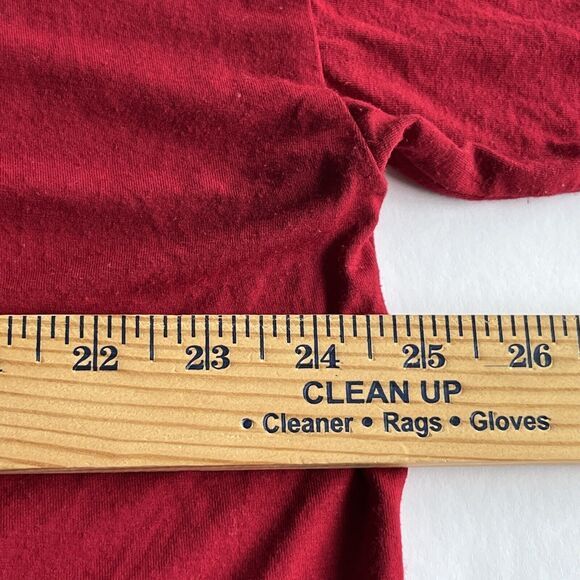 22 23 24 25 26
CLEAN UP
• Cleaner • Rags • Gloves